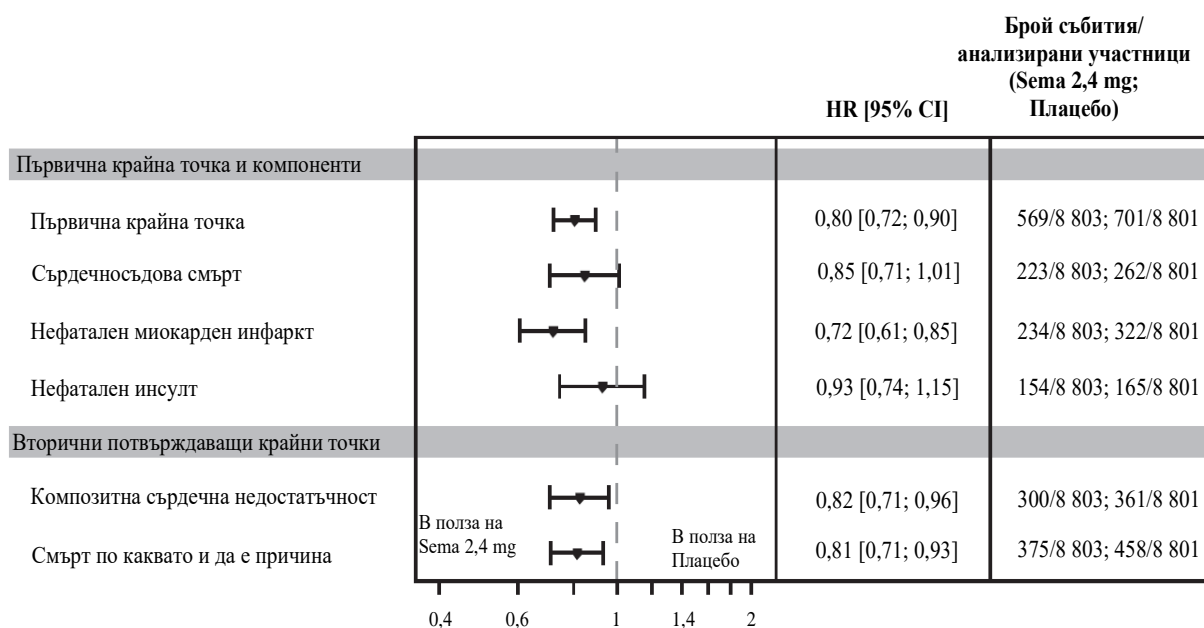 Брой събития/
анализирани участници
(Sema 2,4 mg;
HR [95% CI] Плацебо)
Първична крайна точка и компоненти
Първична крайна точка 0,80 [0,72; 0,90] 569/8 803; 701/8 801
Сърдечносъдова смърт 0,85 [0,71; 1,01] 223/8 803; 262/8 801
Нефатален миокарден инфаркт 0,72 [0,61; 0,85] 234/8 803; 322/8 801
Нефатален инсулт 0,93 [0,74; 1,15] 154/8 803; 165/8 801
Вторични потвърждаващи крайни точки
Композитна сърдечна недостатъчност 0,82 [0,71; 0,96] 300/8 803; 361/8 801
Смърт по каквато и да е причина 0,81 [0,71; 0,93] 375/8 803; 458/8 801
В полза на
Sema 2,4 mg
В полза на
Плацебо
0,4 0,6 1 1,4 2